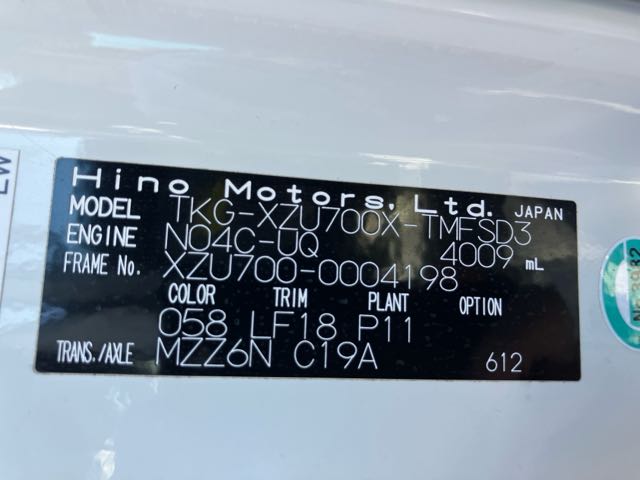 Hino Motors, Ltd. JAPAN
MODEL TKG-XZU700X-TMFSD3
ENGINE N04C-UQ 4009 mL
FRAME No. XZU700-0004198
COLOR TRIM PLANT OPTION
058 LF18 P11
TRANS./AXLE MZZ6N C19A 612